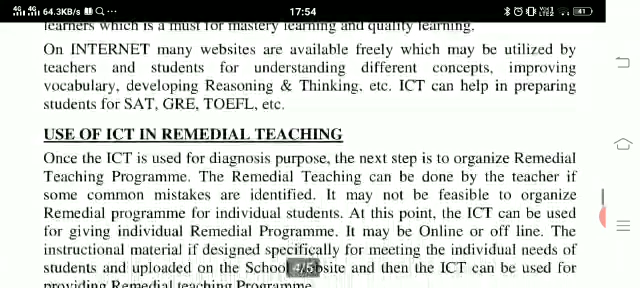 4G 4G 64.3KB/s Q ··· 17:54 LTE2 41
learners which is a must for mastery learning and quality learning.
On INTERNET many websites are available freely which may be utilized by
teachers and students for understanding different concepts, improving
vocabulary, developing Reasoning & Thinking, etc. ICT can help in preparing
students for SAT, GRE, TOEFL, etc.
USE OF ICT IN REMEDIAL TEACHING
Once the ICT is used for diagnosis purpose, the next step is to organize Remedial
Teaching Programme. The Remedial Teaching can be done by the teacher if
some common mistakes are identified. It may not be feasible to organize
Remedial programme for individual students. At this point, the ICT can be used
for giving individual Remedial Programme. It may be Online or off line. The
instructional material if designed specifically for meeting the individual needs of
students and uploaded on the School 4/5bsite and then the ICT can be used for
providing Remedial teaching Programme.